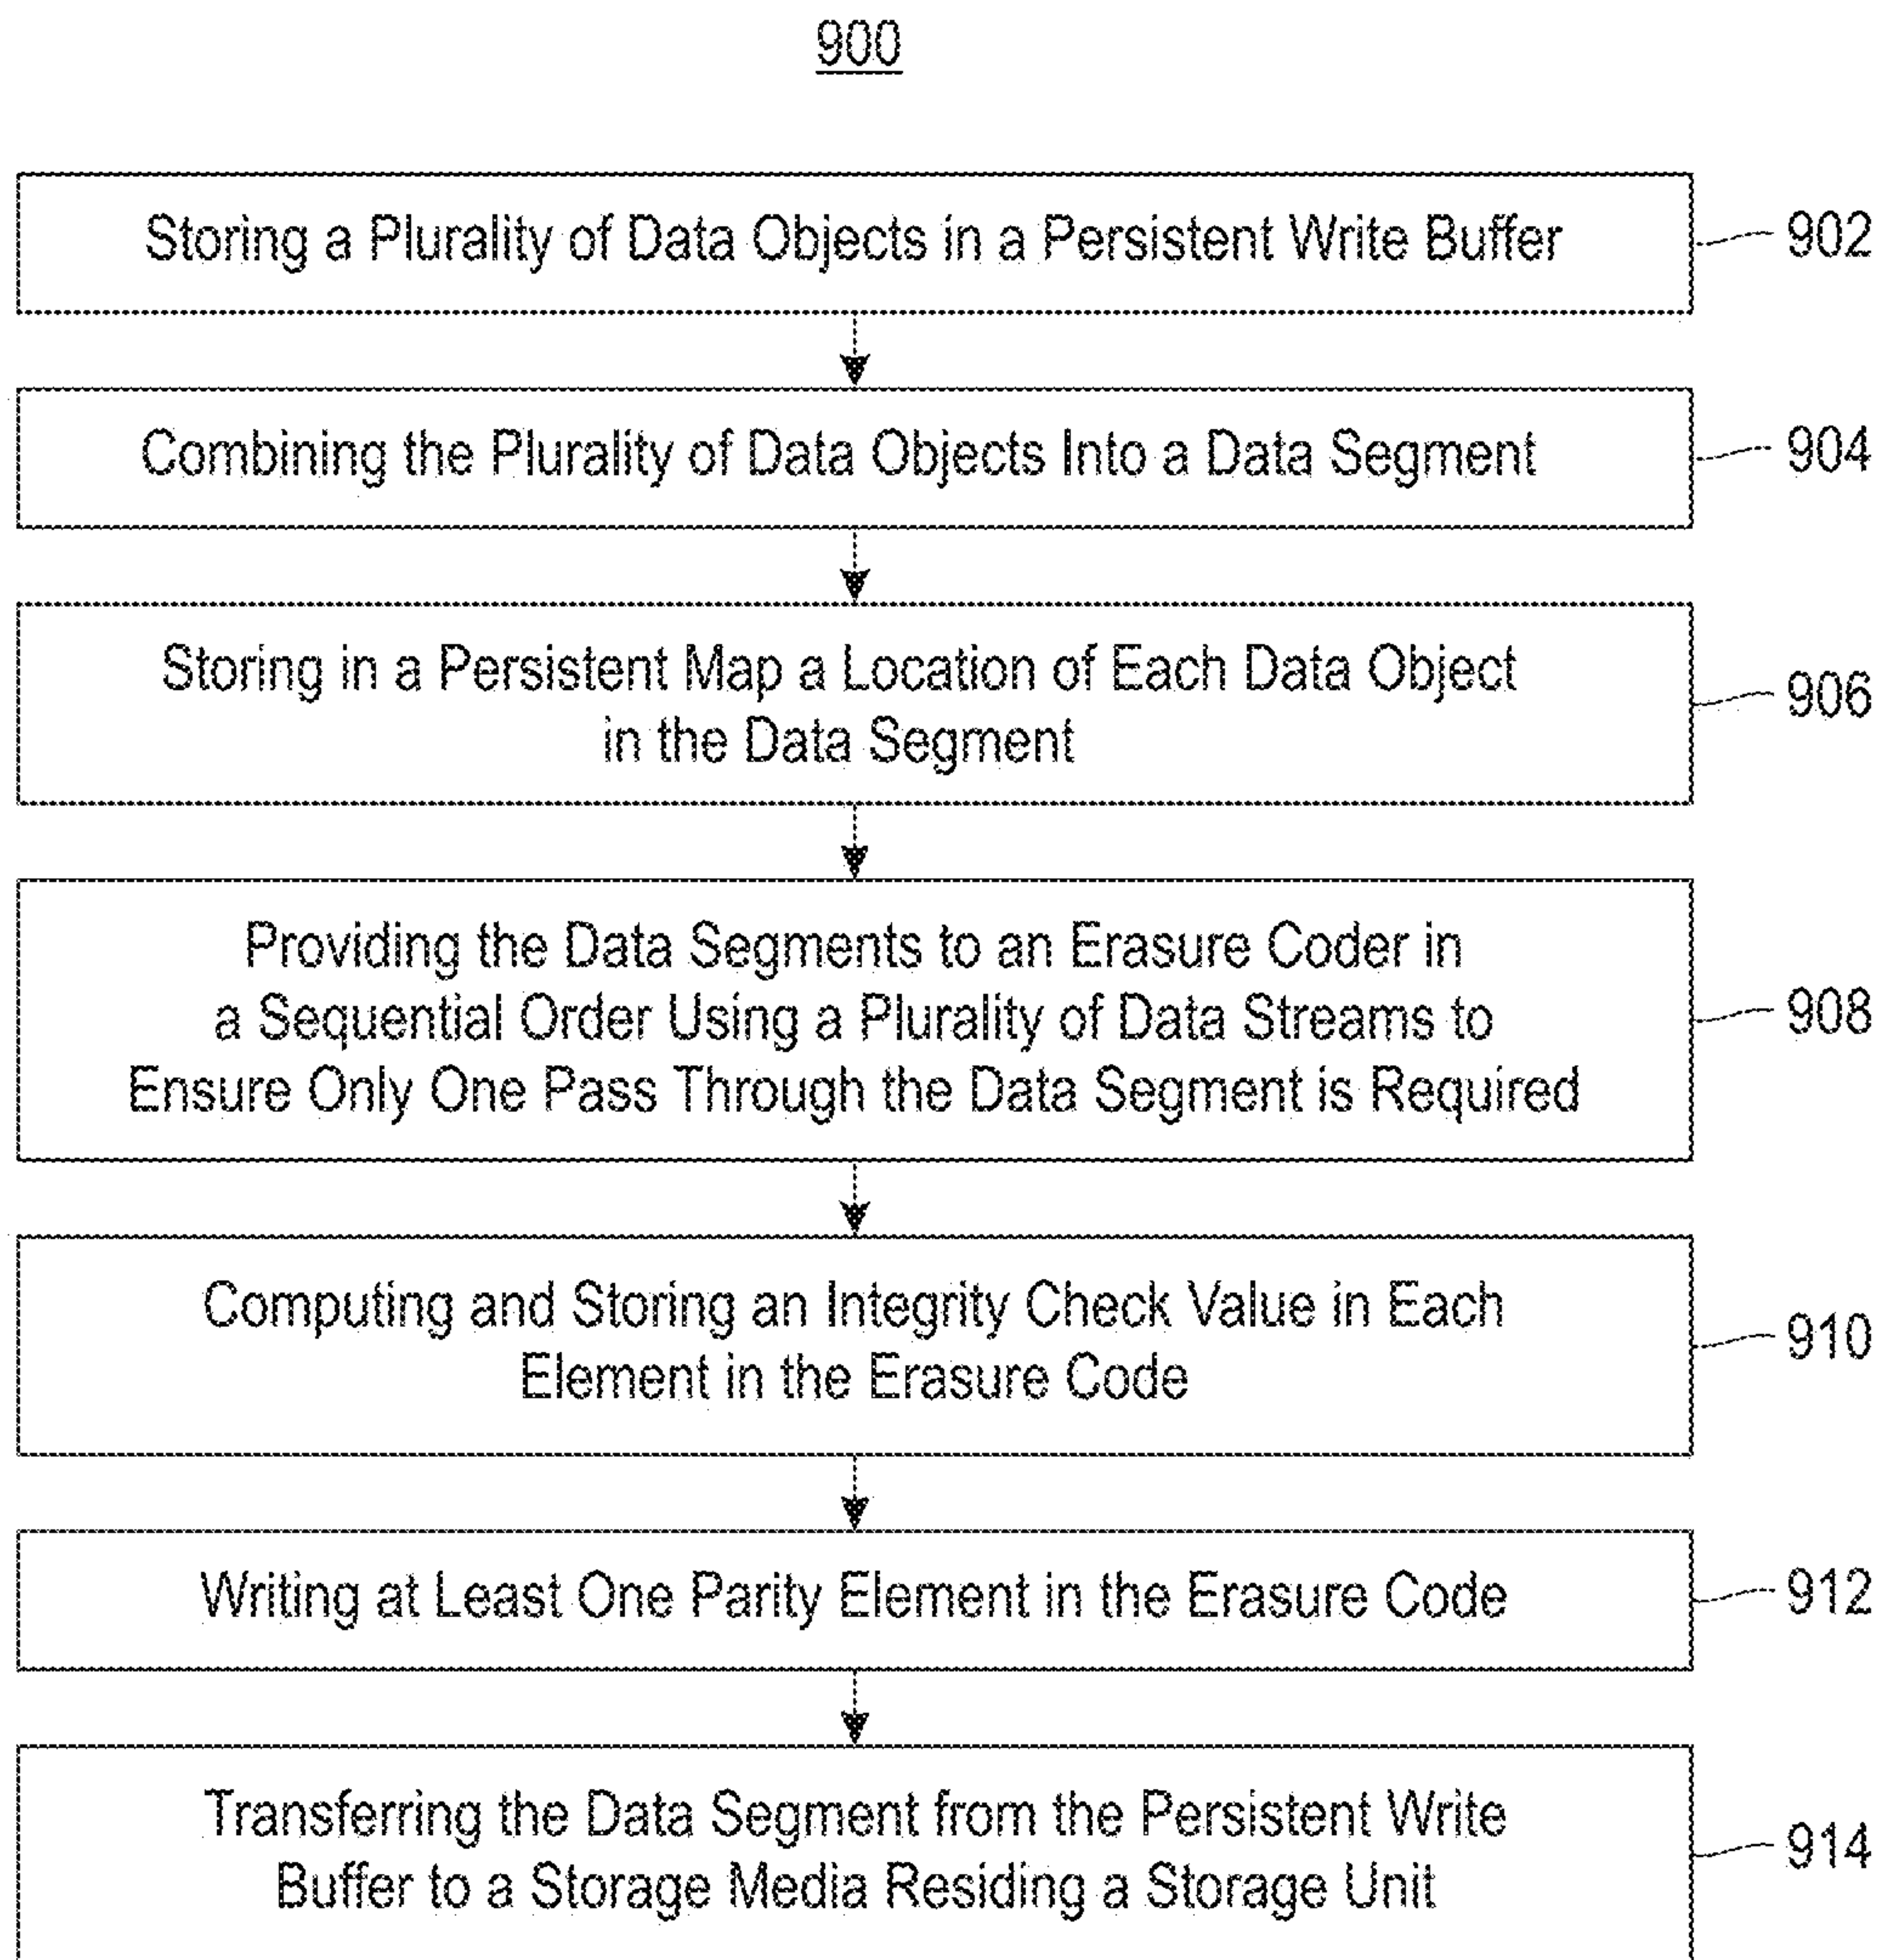 900
Storing a Plurality of Data Objects in a Persistent Write Buffer
902
Combining the Plurality of Data Objects Into a Data Segment
904
Storing in a Persistent Map a Location of Each Data Object
in the Data Segment
906
Providing the Data Segments to an Erasure Coder in
a Sequential Order Using a Plurality of Data Streams to
Ensure Only One Pass Through the Data Segment is Required
908
Computing and Storing an Integrity Check Value in Each
Element in the Erasure Code
910
Writing at Least One Parity Element in the Erasure Code
912
Transferring the Data Segment from the Persistent Write
Buffer to a Storage Media Residing a Storage Unit
914